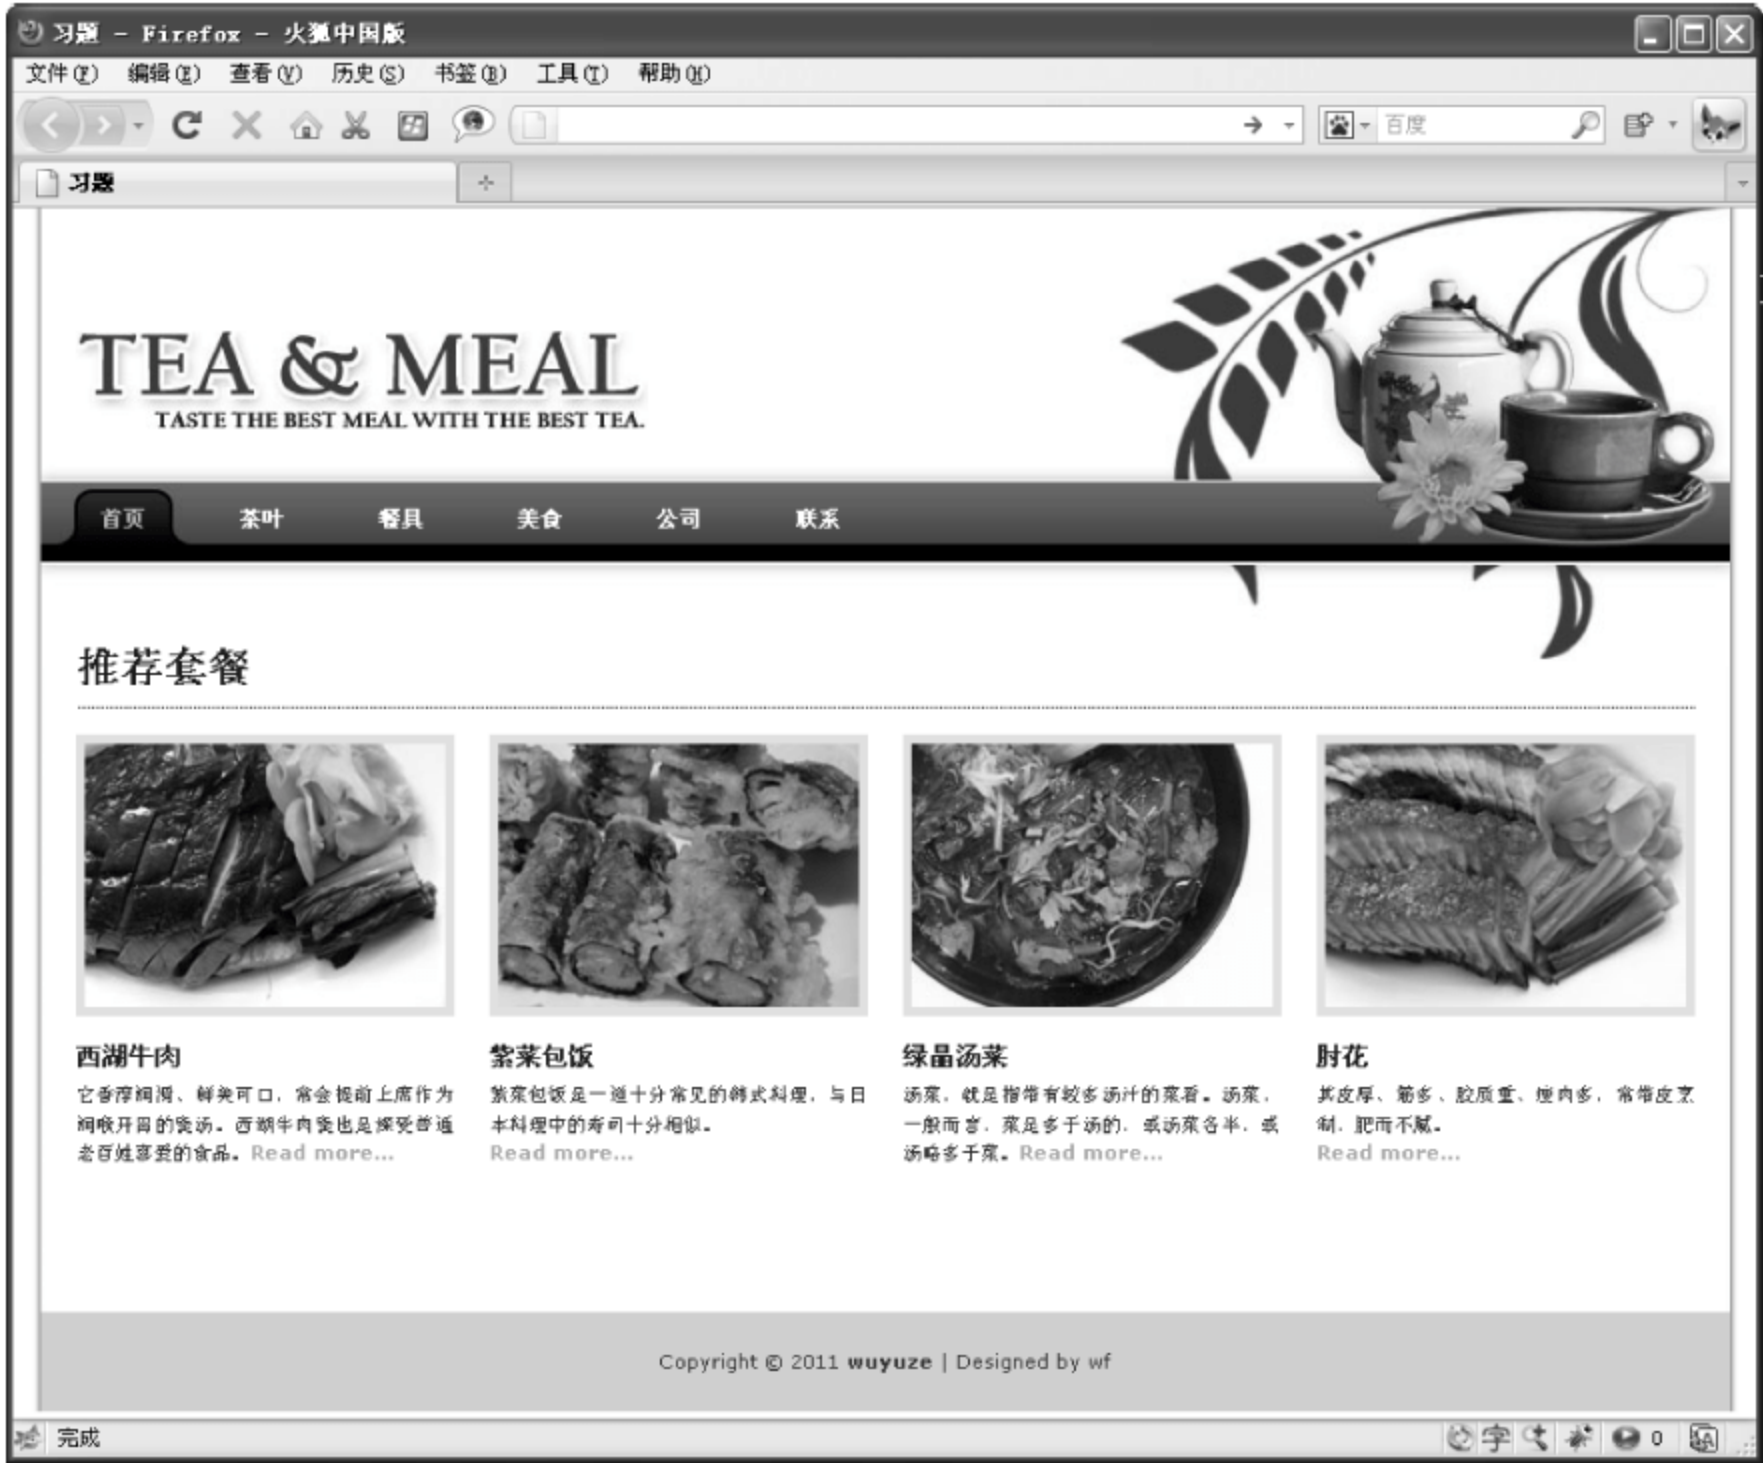 习题 - Firefox - 火狐中国版
文件(F) 编辑(E) 查看(V) 历史(S) 书签(B) 工具(T) 帮助(H)
百度
习题
TEA & MEAL
TASTE THE BEST MEAL WITH THE BEST TEA.
首页 茶叶 餐具 美食 公司 联系
推荐套餐
西湖牛肉
它香醇润滑、鲜美可口，常会提前上席作为
润喉开胃的羹汤。西湖牛肉羹也是深受普通
老百姓喜爱的食品。Read more...
紫菜包饭
紫菜包饭是一道十分常见的韩式料理，与日
本料理中的寿司十分相似。
Read more...
绿晶汤菜
汤菜，就是指带有较多汤汁的菜肴。汤菜，
一般而言，菜是多于汤的，或汤菜各半，或
汤略多于菜。Read more...
肘花
其皮厚、筋多、胶质重、瘦肉多，常带皮烹
制，肥而不腻。
Read more...
Copyright © 2011 wuyuze | Designed by wf
完成
字
0